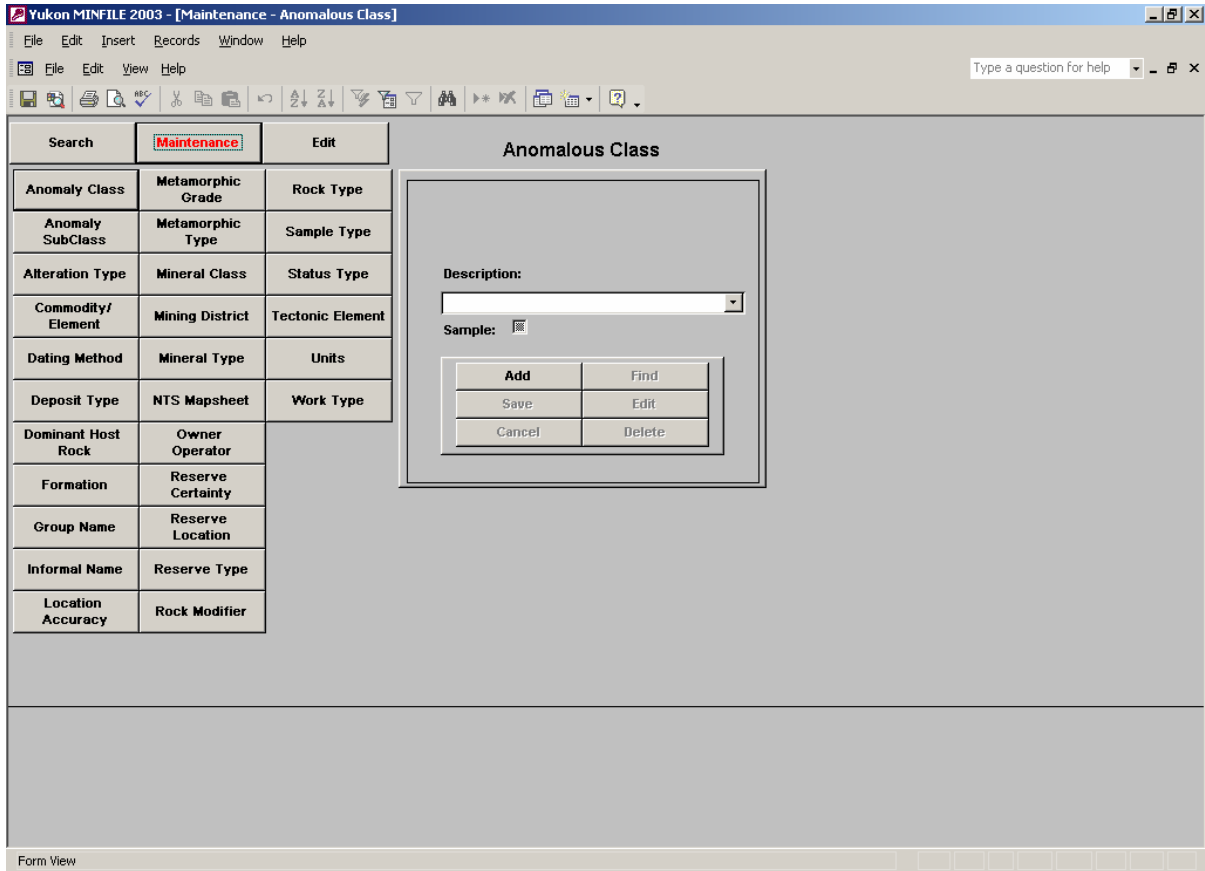 Yukon MINFILE 2003 - [Maintenance - Anomalous Class]
File Edit Insert Records Window Help
File Edit View Help
Type a question for help
Search Maintenance Edit
Anomalous Class
Anomaly Class
Metamorphic
Grade
Rock Type
Anomaly
SubClass
Metamorphic
Type
Sample Type
Alteration Type
Mineral Class
Status Type
Commodity/
Element
Mining District
Tectonic Element
Dating Method
Mineral Type
Units
Deposit Type
NTS Mapsheet
Work Type
Dominant Host
Rock
Owner
Operator
Formation
Reserve
Certainty
Group Name
Reserve
Location
Informal Name
Reserve Type
Location
Accuracy
Rock Modifier
Description:
Sample:
Add Find
Save Edit
Cancel Delete
Form View